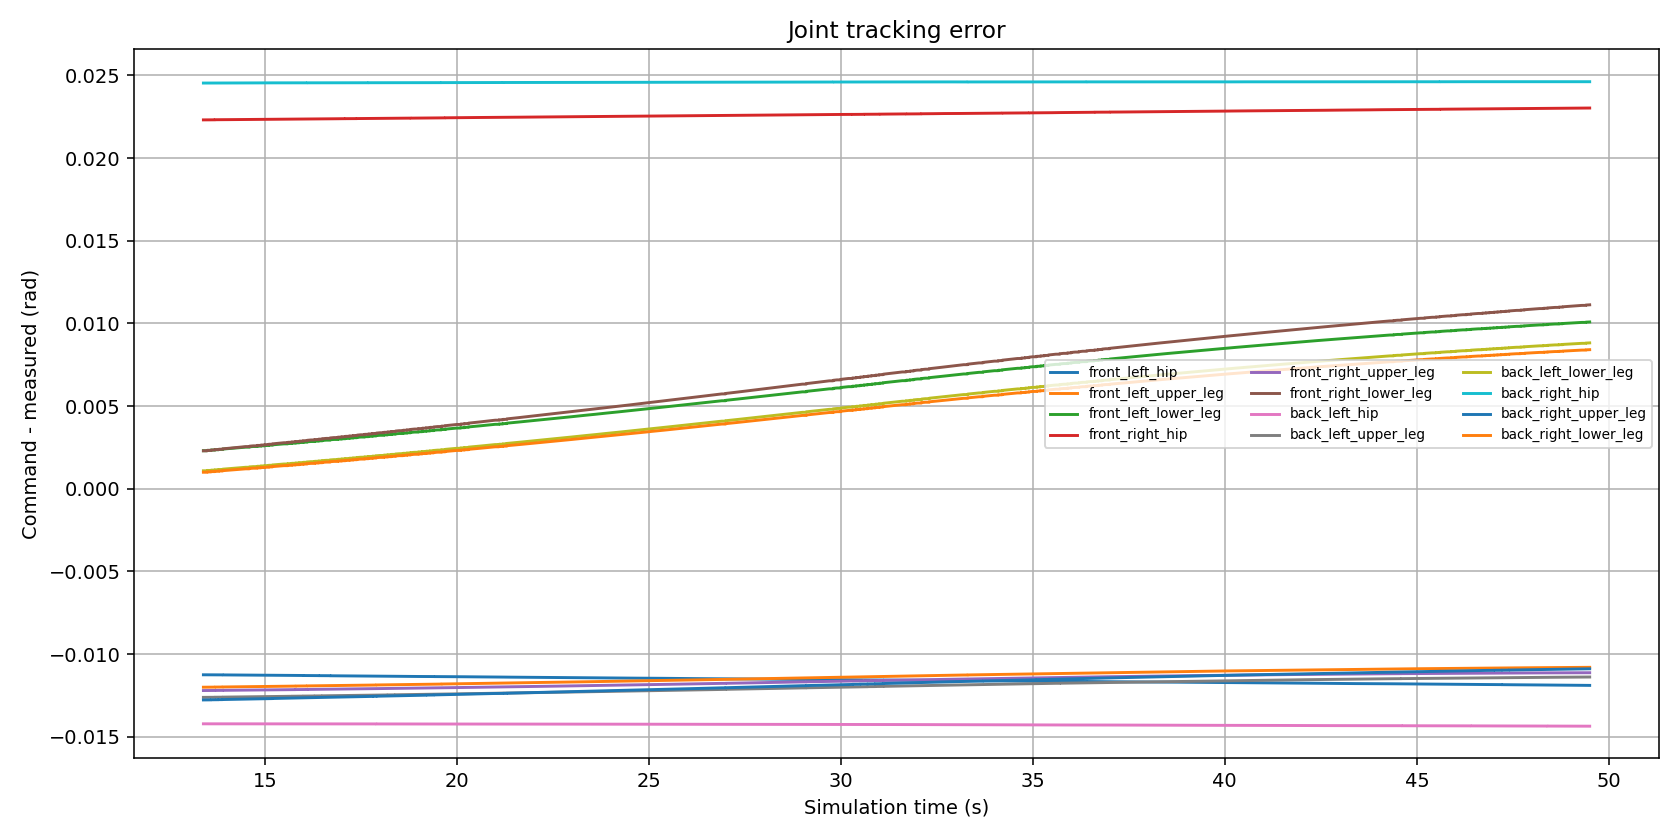 Joint tracking error
0.025
0.020
0.015
0.010
0.005
0.000
−0.005
−0.010
−0.015
Command - measured (rad)
front_left_hip
front_left_upper_leg
front_left_lower_leg
front_right_hip
front_right_upper_leg
front_right_lower_leg
back_left_hip
back_left_upper_leg
back_left_lower_leg
back_right_hip
back_right_upper_leg
back_right_lower_leg
15 20 25 30 35 40 45 50
Simulation time (s)